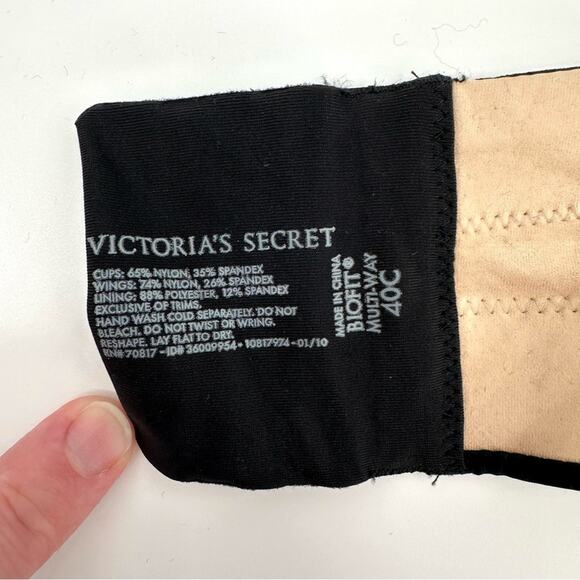 VICTORIA'S SECRET
CUPS: 65% NYLON, 35% SPANDEX
WINGS: 74% NYLON, 26% SPANDEX
LINING: 88% POLYESTER, 12% SPANDEX
EXCLUSIVE OF TRIMS.
HAND WASH COLD SEPARATELY. DO NOT
BLEACH. DO NOT TWIST OR WRING.
RESHAPE. LAY FLAT TO DRY.
RN# 70817 -ID# 36009954 - 10817974 -01/10
MADE IN CHINA
BIOFIT®
MULTI-WAY
40C